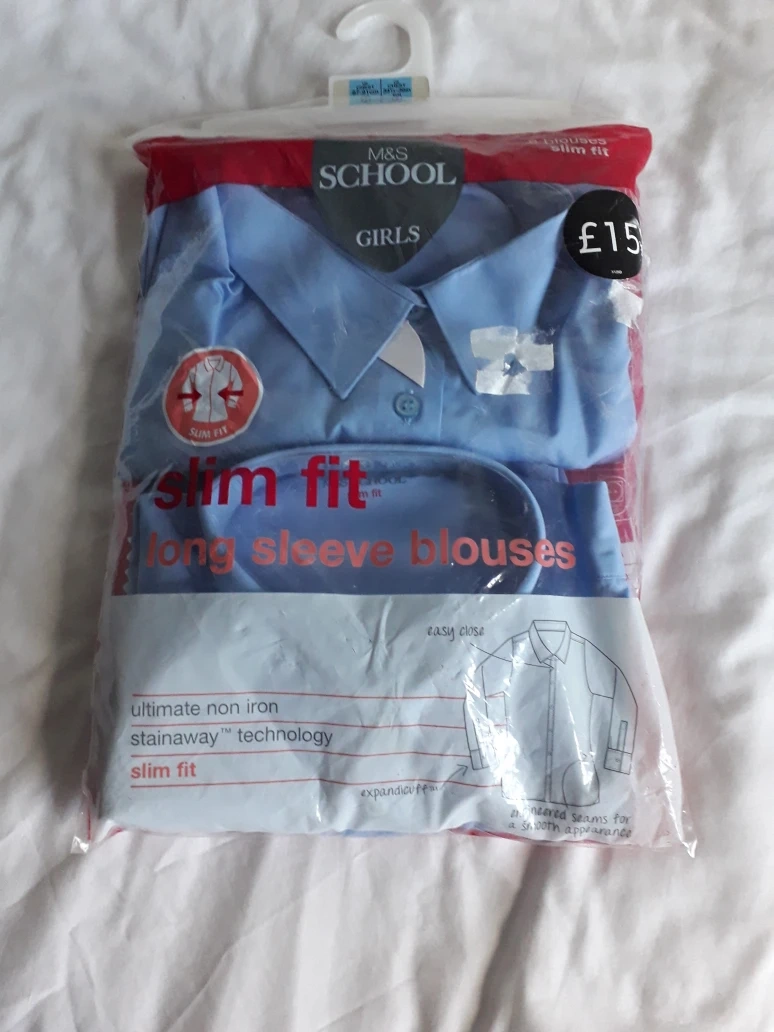 blouses
slim fit
M&S
SCHOOL
GIRLS
£15
SLIM FIT
slim fit
long sleeve blouses
easy close
ultimate non iron
stainaway™ technology
slim fit
expandicuff™
engineered seams for
a smooth appearance